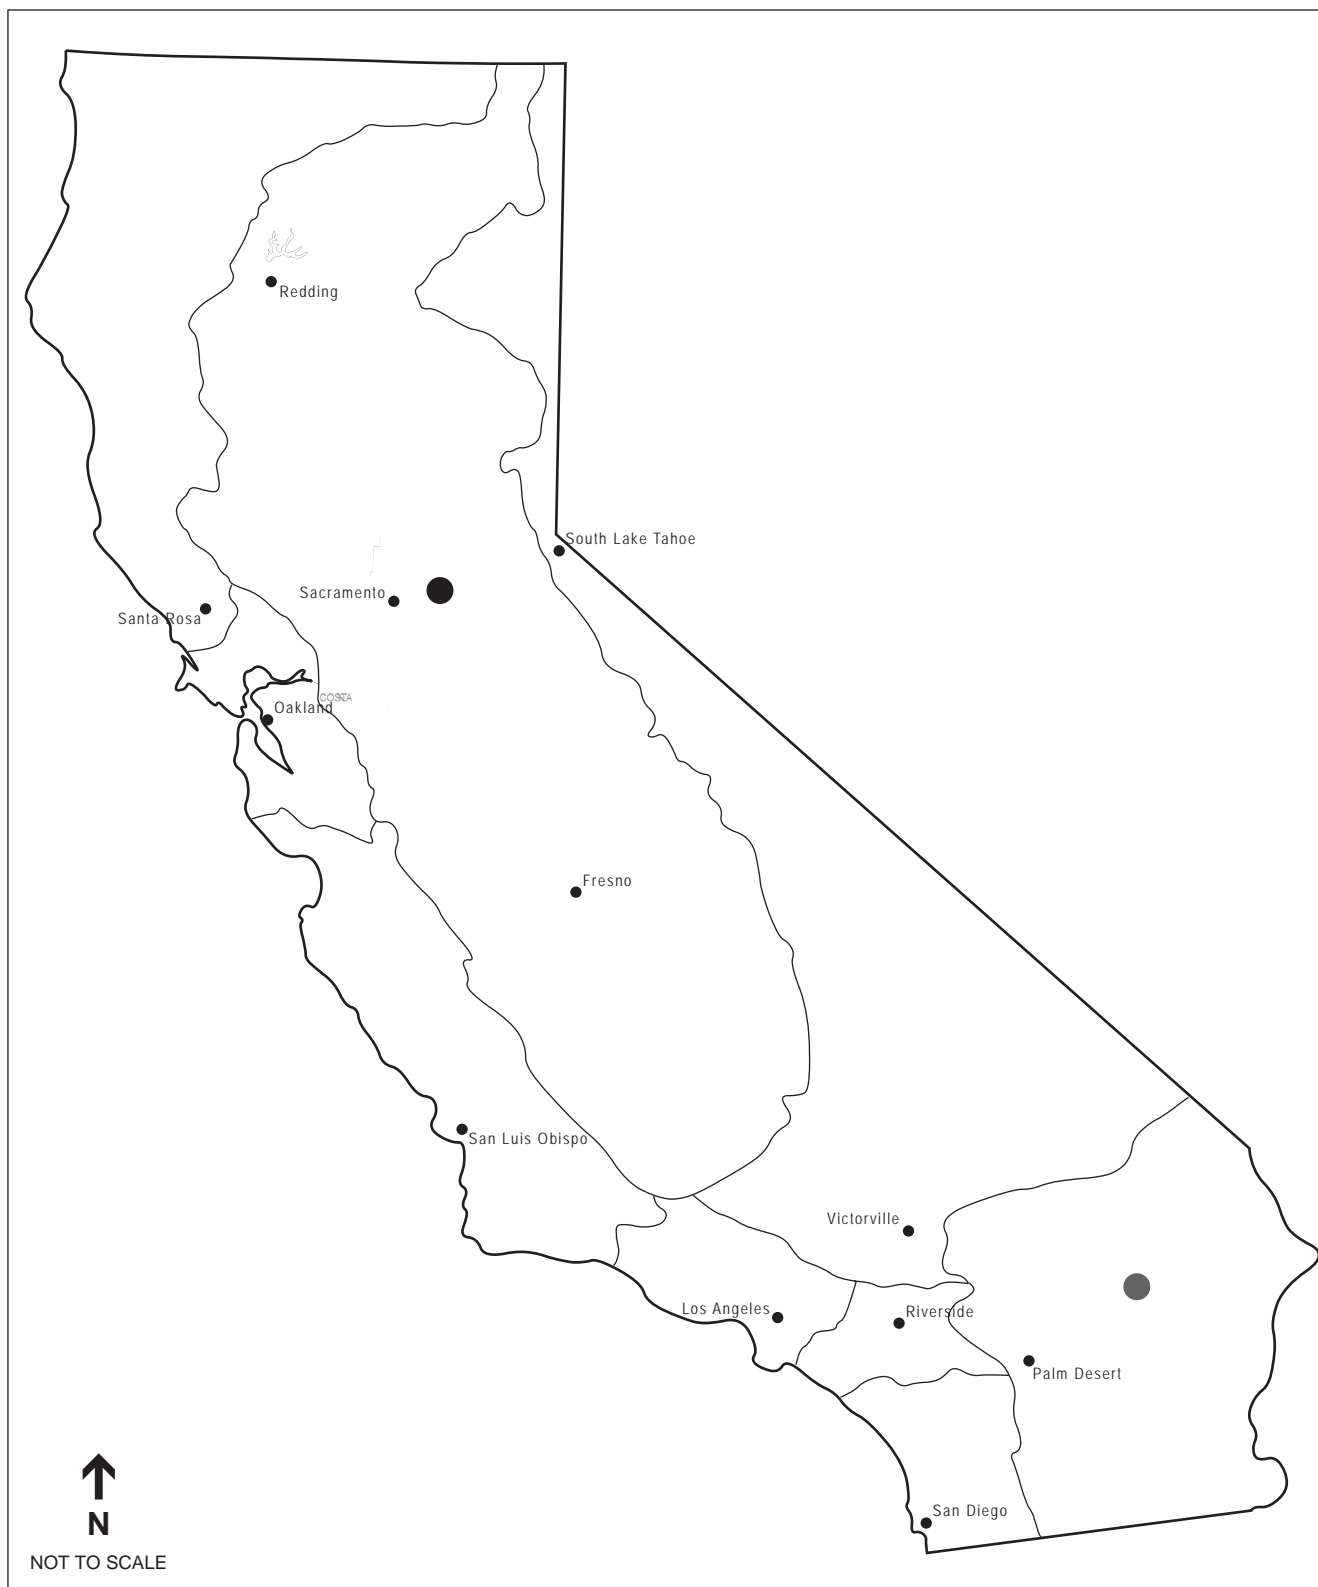 Redding
South Lake Tahoe
Sacramento
Santa Rosa
Oakland
Fresno
San Luis Obispo
Victorville
Los Angeles
Riverside
Palm Desert
San Diego
N
NOT TO SCALE